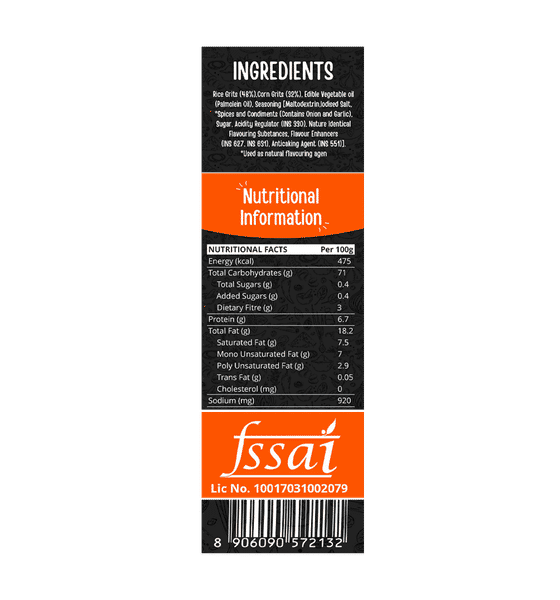 INGREDIENTS
Rice Grits (48%),Corn Grits (32%), Edible Vegetable oil
(Palmolein Oil), Seasoning [Maltodextrin,Iodised Salt,
*Spices and Condiments (Contains Onion and Garlic),
Sugar, Acidity Regulator (INS 330), Nature Identical
Flavouring Substances, Flavour Enhancers
(INS 627, INS 631), Anticaking Agent (INS 551)].
*Used as natural flavouring agen
Nutritional
Information
NUTRITIONAL FACTS Per 100g
Energy (kcal) 475
Total Carbohydrates (g) 71
Total Sugars (g) 0.4
Added Sugars (g) 0.4
Dietary Fitre (g) 3
Protein (g) 6.7
Total Fat (g) 18.2
Saturated Fat (g) 7.5
Mono Unsaturated Fat (g) 7
Poly Unsaturated Fat (g) 2.9
Trans Fat (g) 0.05
Cholesterol (mg) 0
Sodium (mg) 920
fssai
Lic No. 10017031002079
8 906090 572132